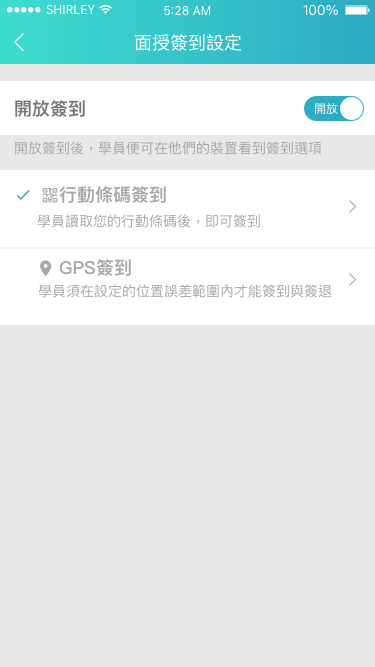 SHIRLEY 5:28 AM 100%
面授簽到設定
開放簽到 開放
開放簽到後，學員便可在他們的裝置看到簽到選項
行動條碼簽到
學員讀取您的行動條碼後，即可簽到
GPS簽到
學員須在設定的位置誤差範圍內才能簽到與簽退